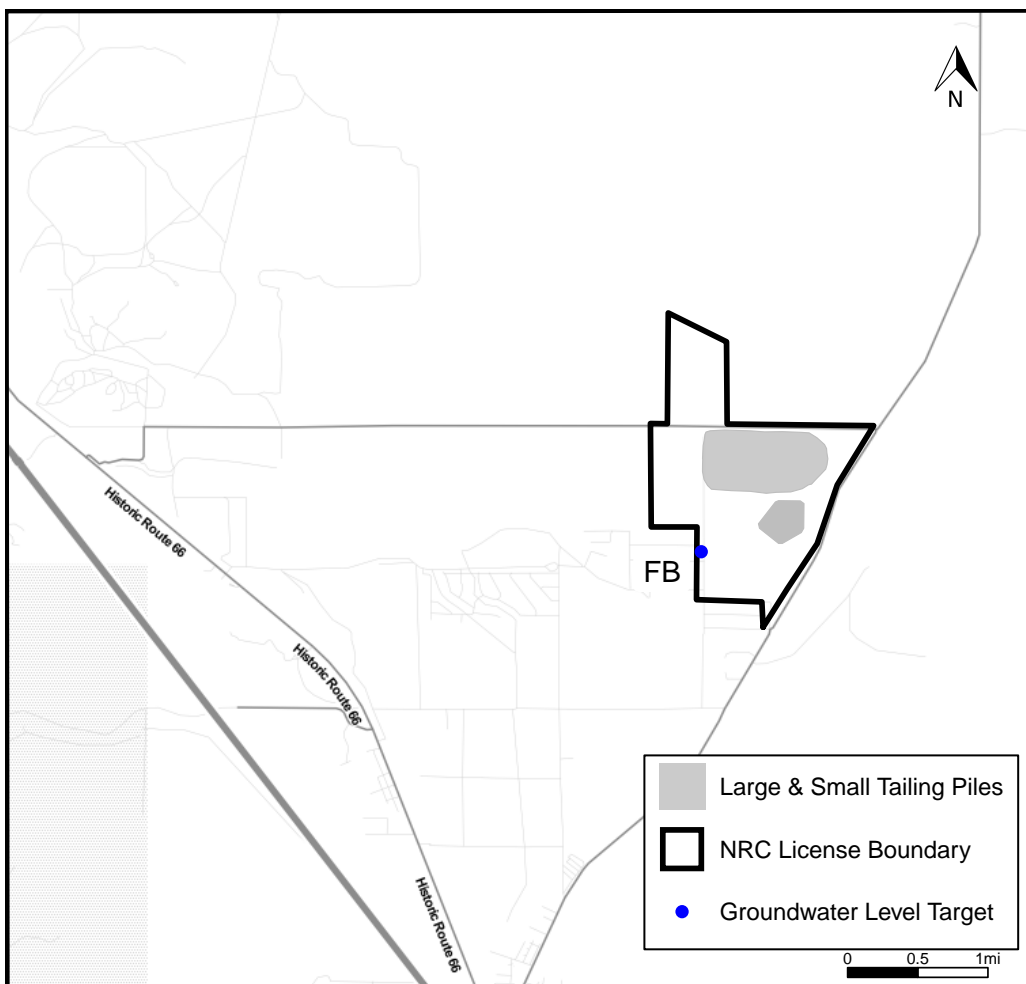 N
Historic Route 66
FB
Historic Route 66
Large & Small Tailing Piles
NRC License Boundary
Historic Route 66
Groundwater Level Target
0 0.5 1mi